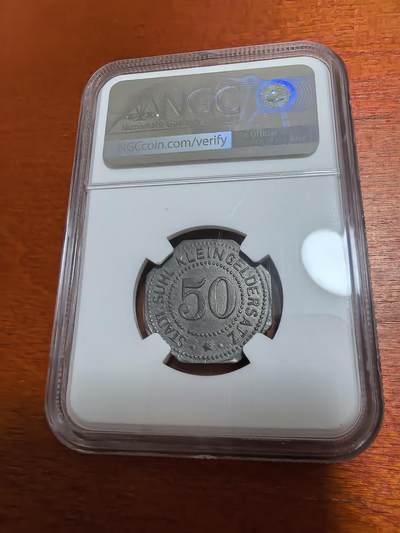 NGC
NGCcoin.com/verify
STADT SUHL KLEINGELDERSATZ
50